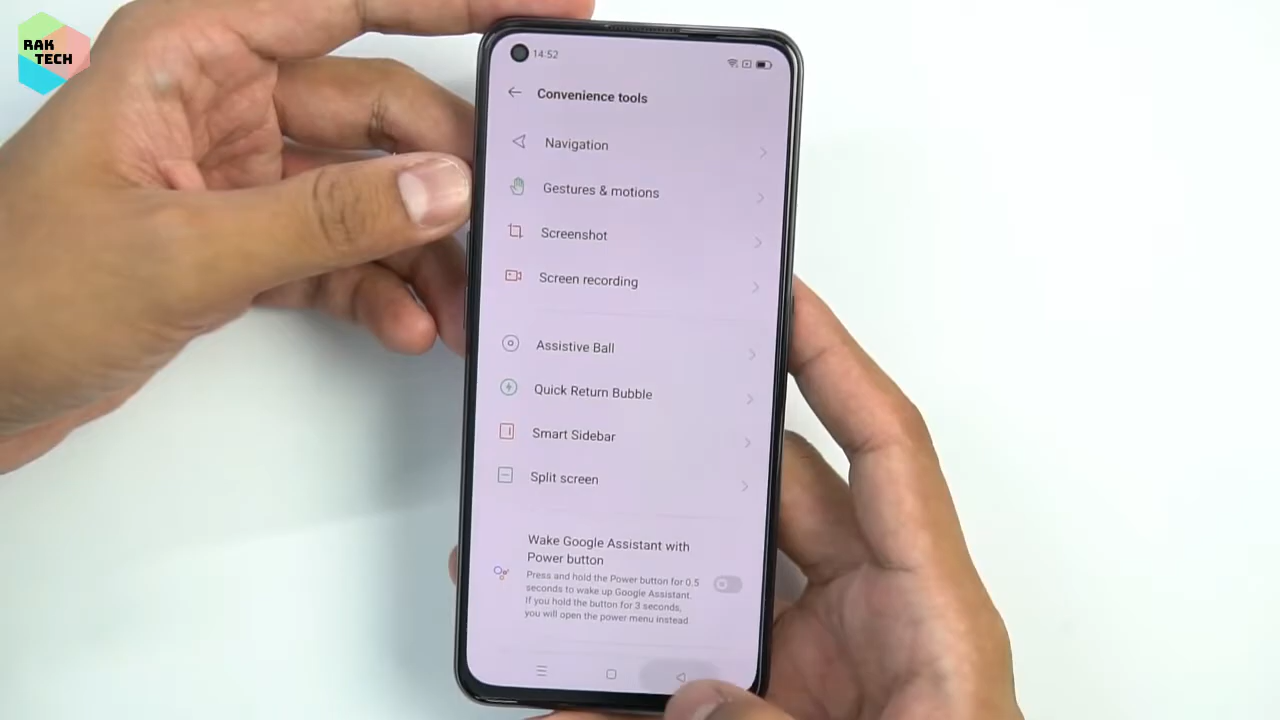 RAK
TECH
14:52
Convenience tools
Navigation
Gestures & motions
Screenshot
Screen recording
Assistive Ball
Quick Return Bubble
Smart Sidebar
Split screen
Wake Google Assistant with
Power button
Press and hold the Power button for 0.5
seconds to wake up Google Assistant.
If you hold the button for 3 seconds,
you will open the power menu instead.